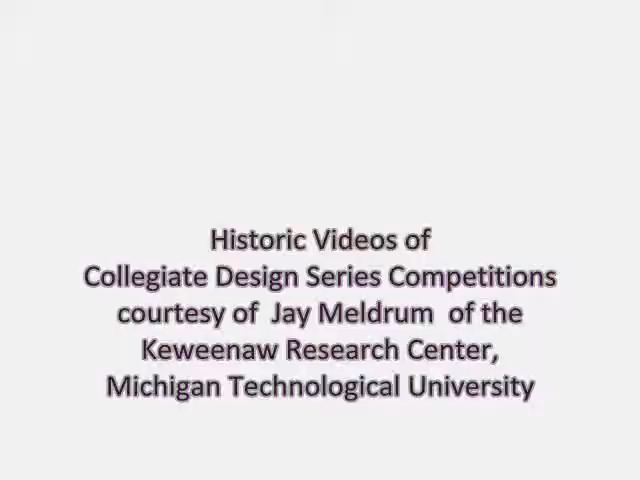 Historic Videos of
Collegiate Design Series Competitions
courtesy of Jay Meldrum of the
Keweenaw Research Center,
Michigan Technological University